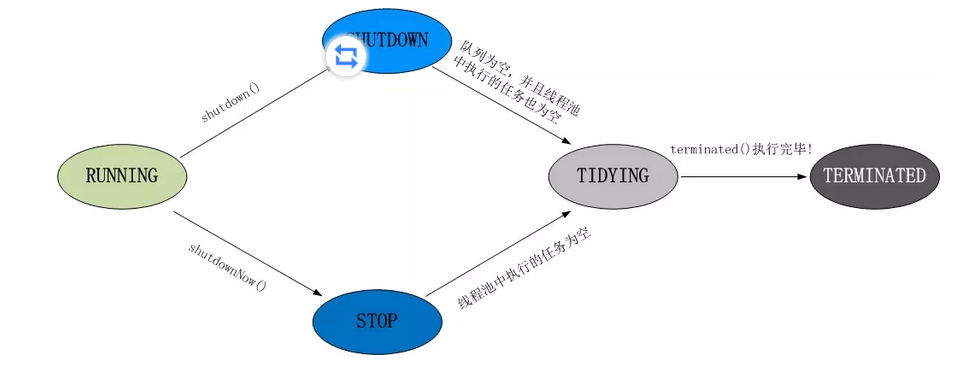 SHUTDOWN
队列为空，并且线程池
中执行的任务也为空
shutdown()
terminated()执行完毕!
RUNNING
TIDYING
TERMINATED
shutdownNow()
线程池中执行的任务为空
STOP